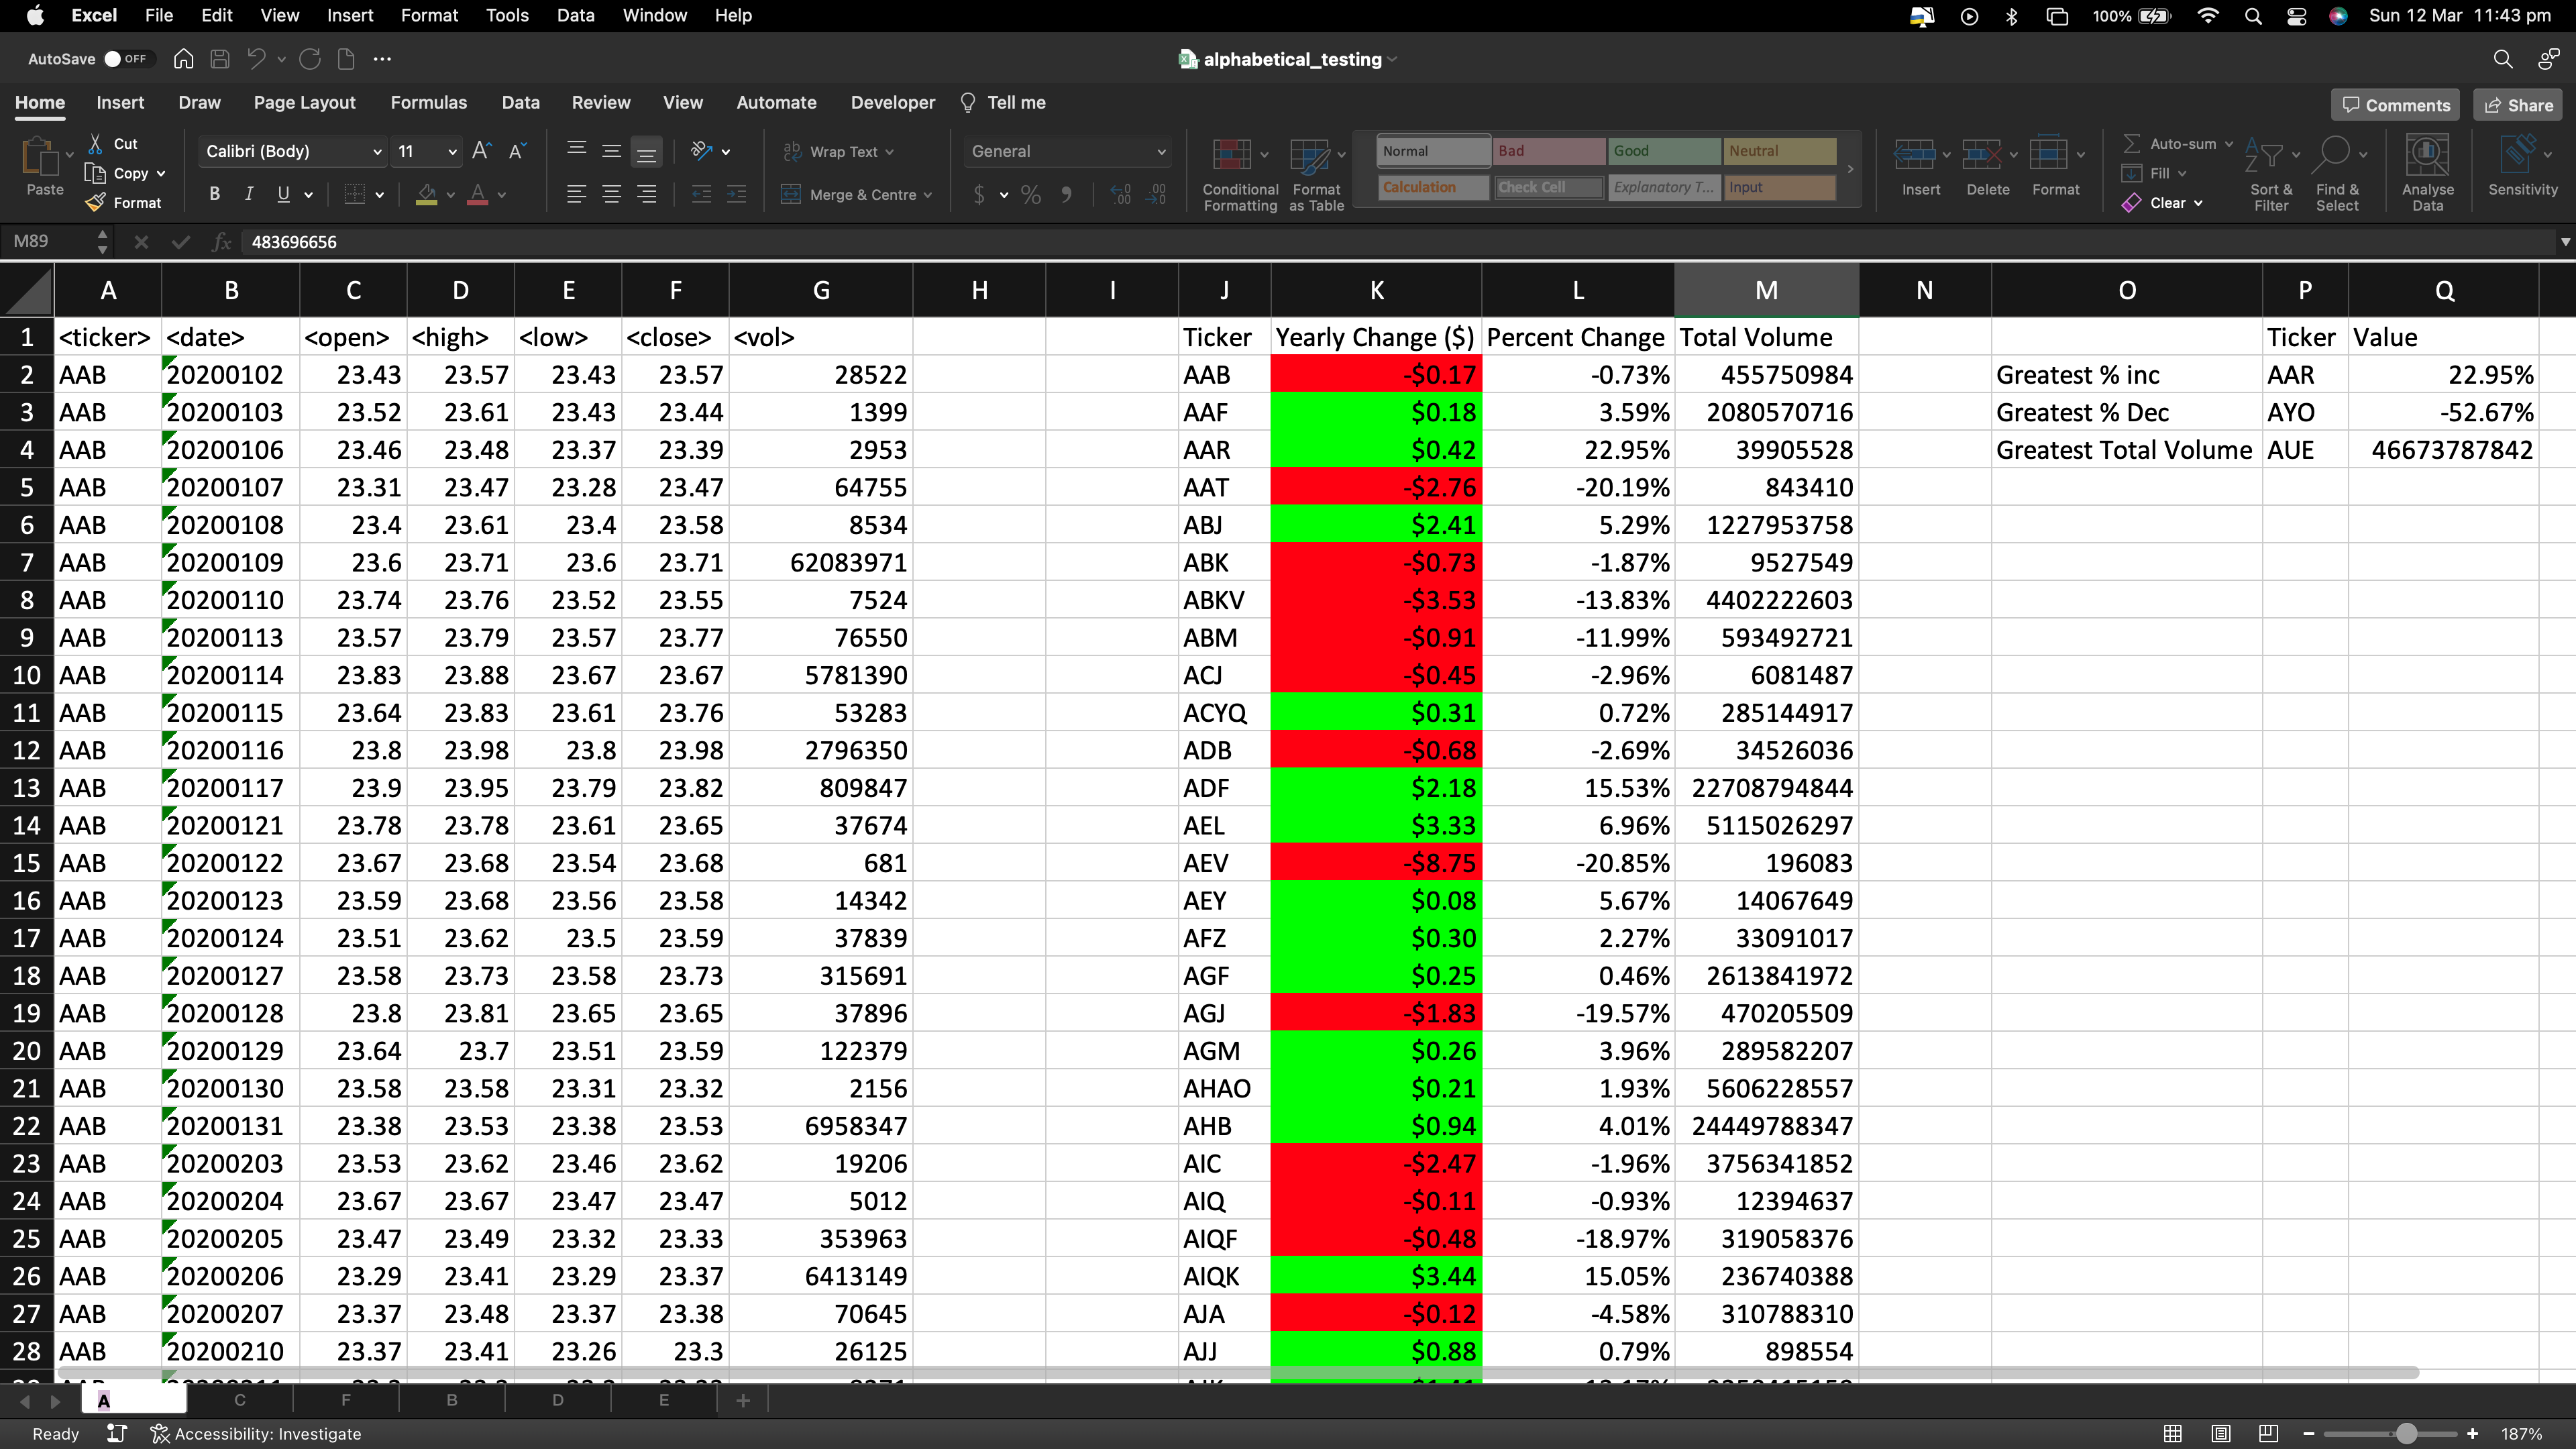 Excel File Edit View Insert Format Tools Data Window Help 100% Sun 12 Mar 11:43 pm
AutoSave OFF alphabetical_testing
Home Insert Draw Page Layout Formulas Data Review View Automate Developer Tell me Comments Share
Paste Cut Copy Format Calibri (Body) 11 Wrap Text Merge & Centre General Conditional Formatting Format as Table Normal Bad Good Neutral Calculation Check Cell Explanatory T... Input Insert Delete Format Auto-sum Fill Clear Sort & Filter Find & Select Analyse Data Sensitivity
M89 fx 483696656
A B C D E F G H I J K L M N O P Q
1 <ticker> <date> <open> <high> <low> <close> <vol> Ticker Yearly Change ($) Percent Change Total Volume Ticker Value
2 AAB 20200102 23.43 23.57 23.43 23.57 28522 AAB -$0.17 -0.73% 455750984 Greatest % inc AAR 22.95%
3 AAB 20200103 23.52 23.61 23.43 23.44 1399 AAF $0.18 3.59% 2080570716 Greatest % Dec AYO -52.67%
4 AAB 20200106 23.46 23.48 23.37 23.39 2953 AAR $0.42 22.95% 39905528 Greatest Total Volume AUE 46673787842
5 AAB 20200107 23.31 23.47 23.28 23.47 64755 AAT -$2.76 -20.19% 843410
6 AAB 20200108 23.4 23.61 23.4 23.58 8534 ABJ $2.41 5.29% 1227953758
7 AAB 20200109 23.6 23.71 23.6 23.71 62083971 ABK -$0.73 -1.87% 9527549
8 AAB 20200110 23.74 23.76 23.52 23.55 7524 ABKV -$3.53 -13.83% 4402222603
9 AAB 20200113 23.57 23.79 23.57 23.77 76550 ABM -$0.91 -11.99% 593492721
10 AAB 20200114 23.83 23.88 23.67 23.67 5781390 ACJ -$0.45 -2.96% 6081487
11 AAB 20200115 23.64 23.83 23.61 23.76 53283 ACYQ $0.31 0.72% 285144917
12 AAB 20200116 23.8 23.98 23.8 23.98 2796350 ADB -$0.68 -2.69% 34526036
13 AAB 20200117 23.9 23.95 23.79 23.82 809847 ADF $2.18 15.53% 22708794844
14 AAB 20200121 23.78 23.78 23.61 23.65 37674 AEL $3.33 6.96% 5115026297
15 AAB 20200122 23.67 23.68 23.54 23.68 681 AEV -$8.75 -20.85% 196083
16 AAB 20200123 23.59 23.68 23.56 23.58 14342 AEY $0.08 5.67% 14067649
17 AAB 20200124 23.51 23.62 23.5 23.59 37839 AFZ $0.30 2.27% 33091017
18 AAB 20200127 23.58 23.73 23.58 23.73 315691 AGF $0.25 0.46% 2613841972
19 AAB 20200128 23.8 23.81 23.65 23.65 37896 AGJ -$1.83 -19.57% 470205509
20 AAB 20200129 23.64 23.7 23.51 23.59 122379 AGM $0.26 3.96% 289582207
21 AAB 20200130 23.58 23.58 23.31 23.32 2156 AHAO $0.21 1.93% 5606228557
22 AAB 20200131 23.38 23.53 23.38 23.53 6958347 AHB $0.94 4.01% 24449788347
23 AAB 20200203 23.53 23.62 23.46 23.62 19206 AIC -$2.47 -1.96% 3756341852
24 AAB 20200204 23.67 23.67 23.47 23.47 5012 AIQ -$0.11 -0.93% 12394637
25 AAB 20200205 23.47 23.49 23.32 23.33 353963 AIQF -$0.48 -18.97% 319058376
26 AAB 20200206 23.29 23.41 23.29 23.37 6413149 AIQK $3.44 15.05% 236740388
27 AAB 20200207 23.37 23.48 23.37 23.38 70645 AJA -$0.12 -4.58% 310788310
28 AAB 20200210 23.37 23.41 23.26 23.3 26125 AJJ $0.88 0.79% 898554
A C F B D E +
Ready Accessibility: Investigate 187%